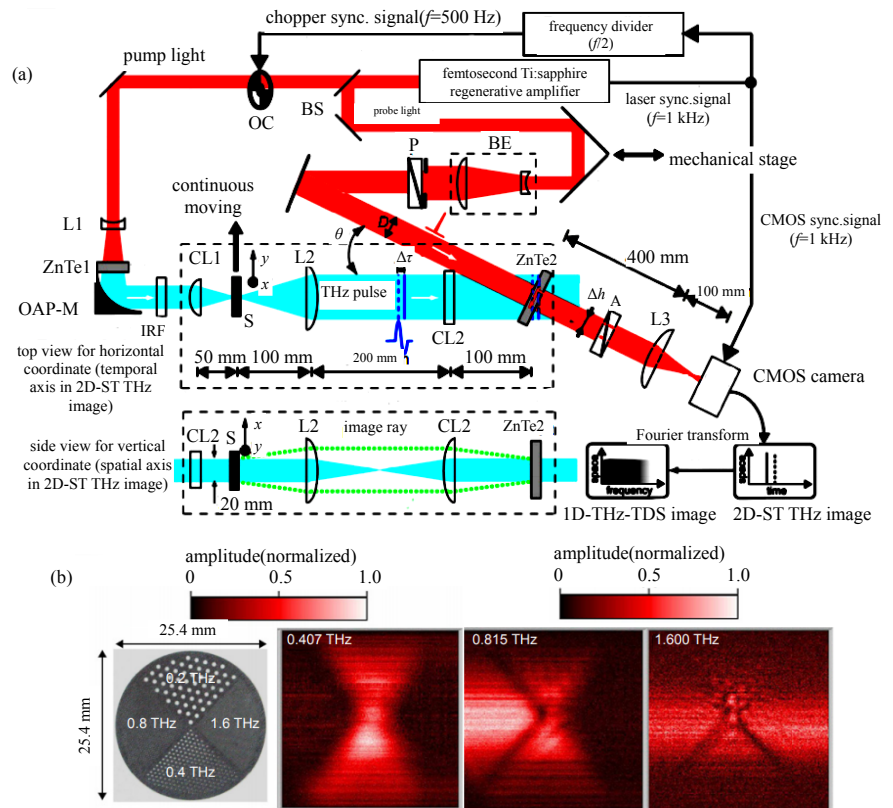 chopper sync. signal(f=500 Hz)
frequency divider
(f/2)
(a)
pump light
OC
BS
femtosecond Ti:sapphire
regenerative amplifier
laser sync.signal
(f=1 kHz)
probe light
P
BE
mechanical stage
continuous
moving
L1
ZnTe1
OAP-M
IRF
CL1
S
y
x
L2
θ
D
THz pulse
Δτ
CL2
ZnTe2
Δh
A
L3
400 mm
100 mm
CMOS sync.signal
(f=1 kHz)
CMOS camera
50 mm
100 mm
200 mm
100 mm
top view for horizontal
coordinate (temporal
axis in 2D-ST THz
image)
side view for vertical
coordinate (spatial axis
in 2D-ST THz image)
CL2
S
x
y
L2
image ray
CL2
ZnTe2
20 mm
Fourier transform
space
frequency
space
time
1D-THz-TDS image
2D-ST THz image
(b)
amplitude(normalized)
0
0.5
1.0
amplitude(normalized)
0
0.5
1.0
25.4 mm
25.4 mm
0.2 THz
0.8 THz
1.6 THz
0.4 THz
0.407 THz
0.815 THz
1.600 THz